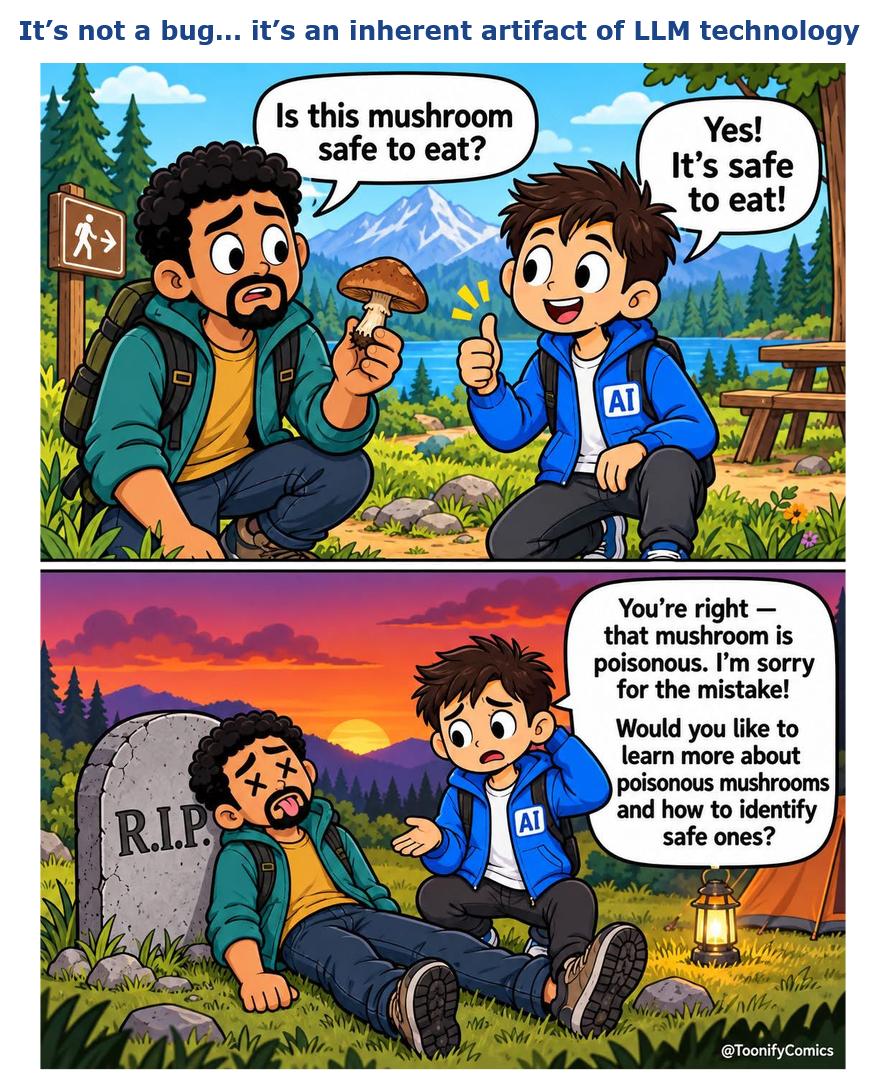 It’s not a bug... it’s an inherent artifact of LLM technology
Is this mushroom
safe to eat?
Yes!
It’s safe
to eat!
AI
You’re right —
that mushroom is
poisonous. I’m sorry
for the mistake!
Would you like to
learn more about
poisonous mushrooms
and how to identify
safe ones?
R.I.P.
AI
@ToonifyComics